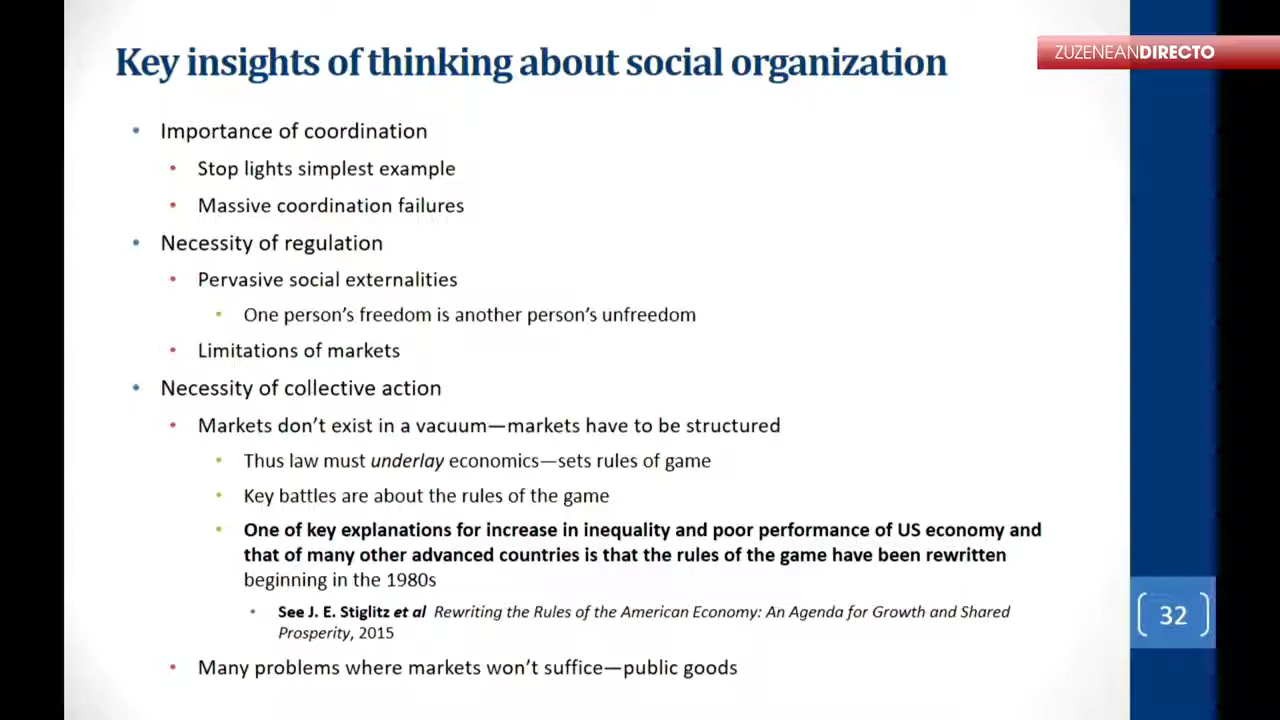 Key insights of thinking about social organization
ZUZENEANDIRECTO
• Importance of coordination
• Stop lights simplest example
• Massive coordination failures
• Necessity of regulation
• Pervasive social externalities
• One person’s freedom is another person’s unfreedom
• Limitations of markets
• Necessity of collective action
• Markets don’t exist in a vacuum—markets have to be structured
• Thus law must underlay economics—sets rules of game
• Key battles are about the rules of the game
• One of key explanations for increase in inequality and poor performance of US economy and
that of many other advanced countries is that the rules of the game have been rewritten
beginning in the 1980s
• See J. E. Stiglitz et al Rewriting the Rules of the American Economy: An Agenda for Growth and Shared
Prosperity, 2015
• Many problems where markets won’t suffice—public goods
32